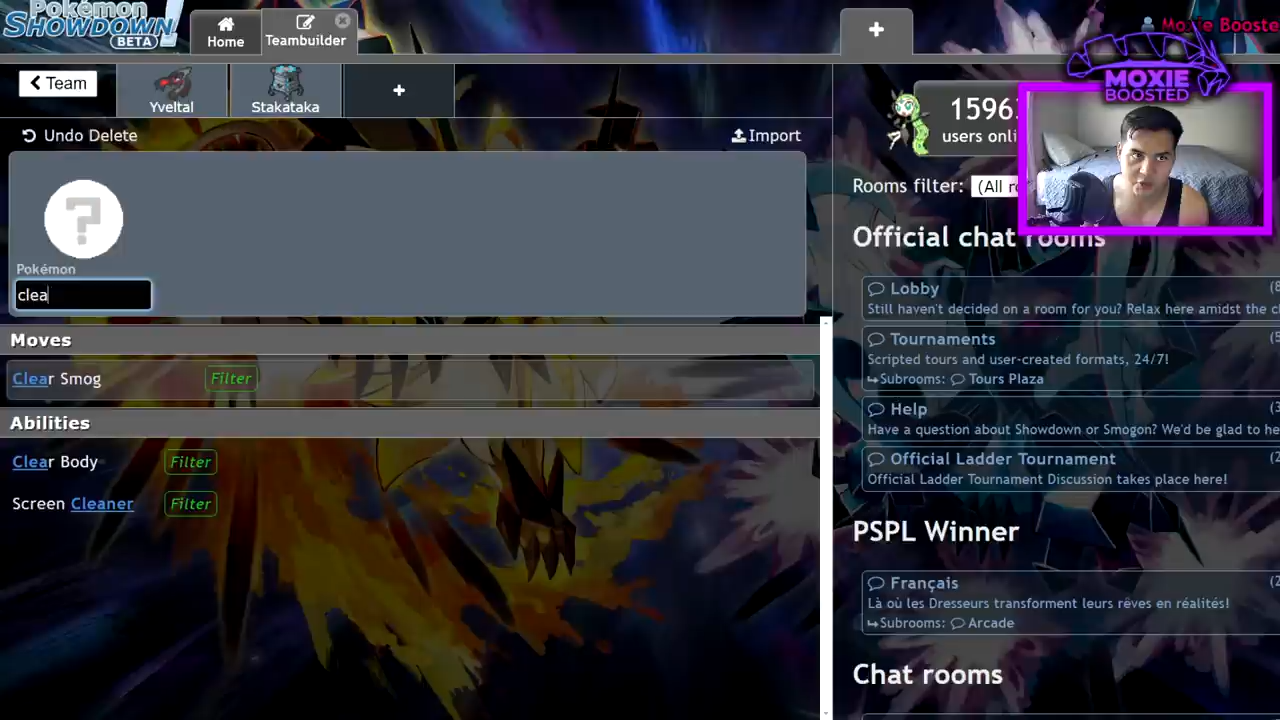 Pokémon
SHOWDOWN!
BETA
Home
Teambuilder
+
Moxie Booste
Team
Yveltal
Stakataka
+
MOXIE
BOOSTED
Undo Delete
Import
users onli
Rooms filter: (All ro
?
Pokémon
clea
Official chat rooms
Lobby
Still haven't decided on a room for you? Relax here amidst the c
Moves
Clear Smog Filter
Tournaments
Scripted tours and user-created formats, 24/7!
Subrooms: Tours Plaza
Abilities
Help
Have a question about Showdown or Smogon? We'd be glad to he
Clear Body Filter
Official Ladder Tournament
Official Ladder Tournament Discussion takes place here!
Screen Cleaner Filter
PSPL Winner
Français
Là où les Dresseurs transforment leurs rêves en réalités!
Subrooms: Arcade
Chat rooms